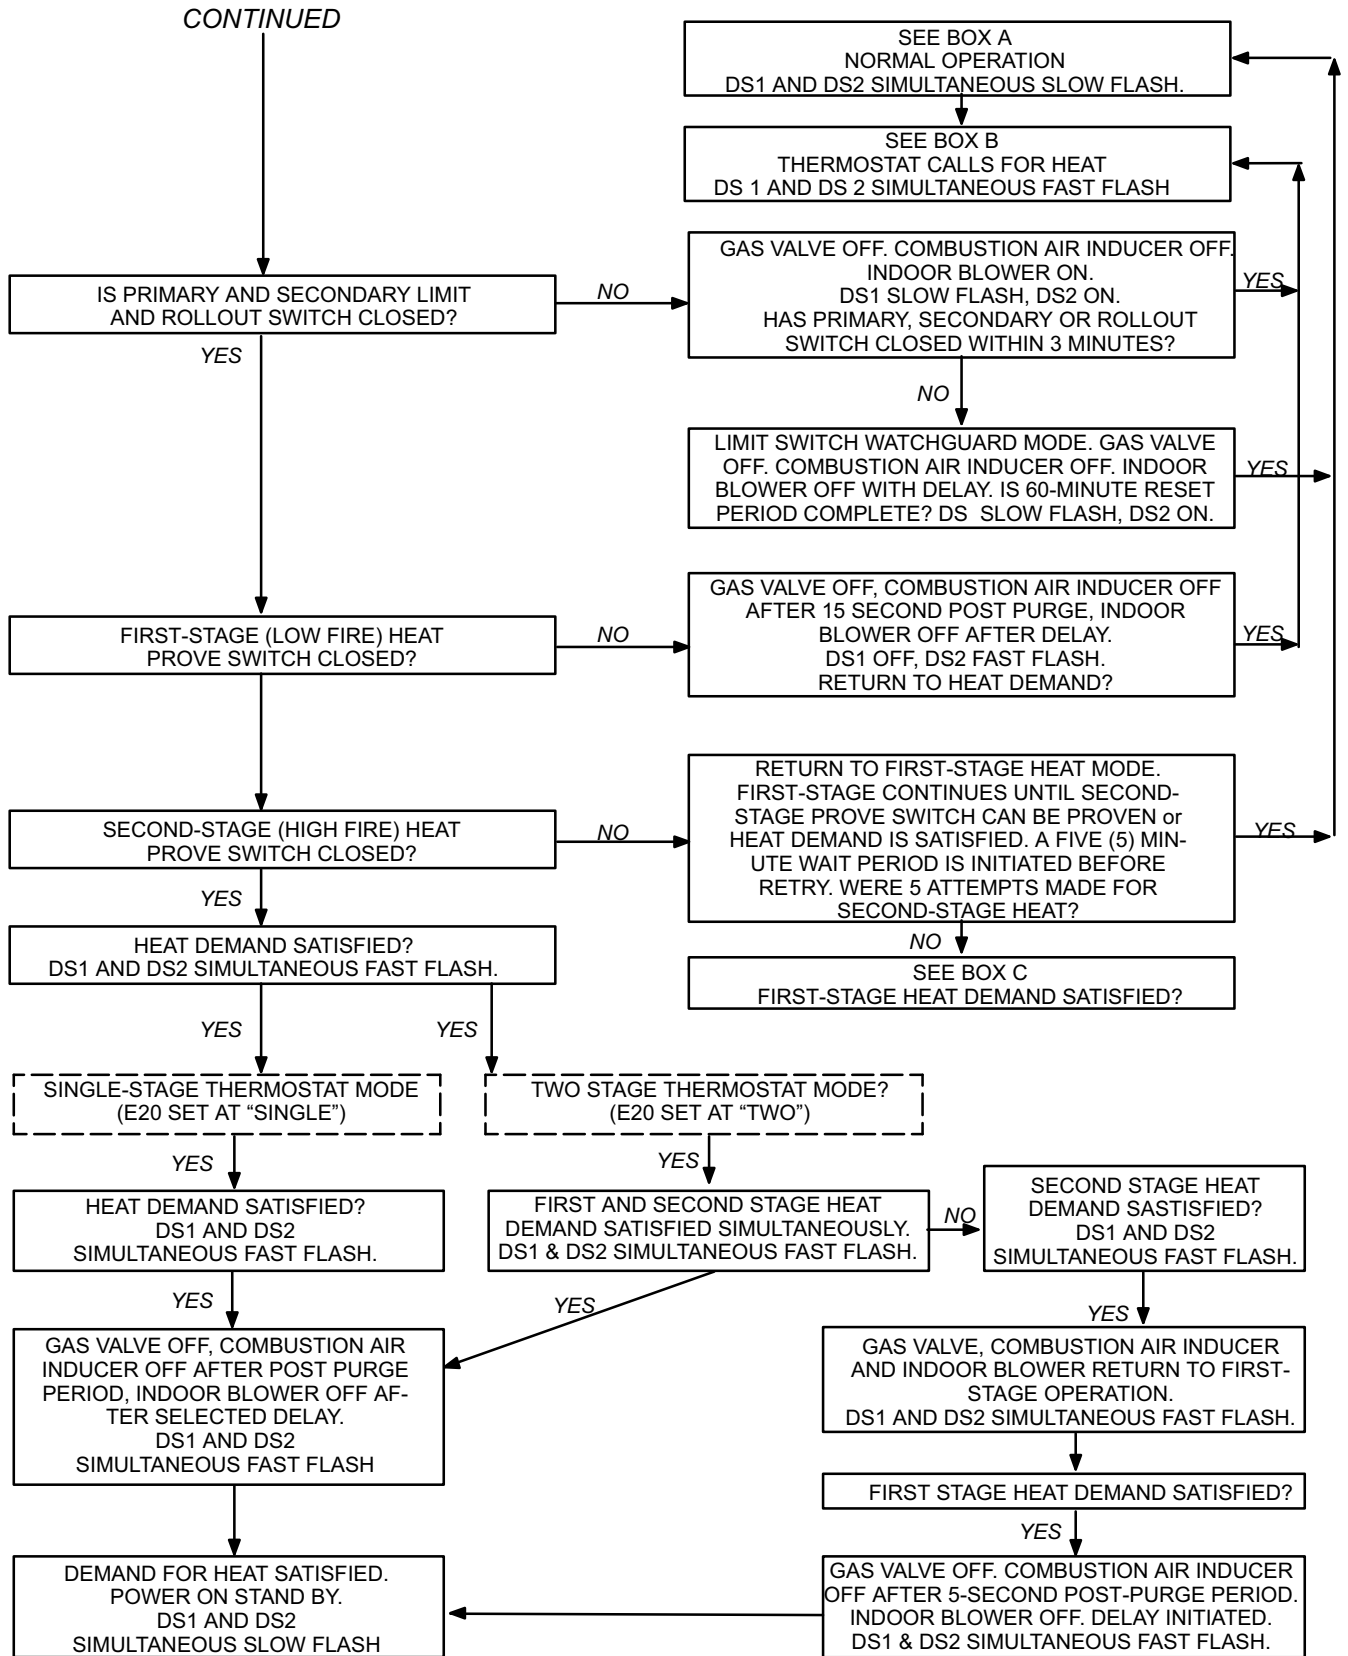 CONTINUED
SEE BOX A
NORMAL OPERATION
DS1 AND DS2 SIMULTANEOUS SLOW FLASH.
SEE BOX B
THERMOSTAT CALLS FOR HEAT
DS 1 AND DS 2 SIMULTANEOUS FAST FLASH
IS PRIMARY AND SECONDARY LIMIT
AND ROLLOUT SWITCH CLOSED?
NO
YES
GAS VALVE OFF. COMBUSTION AIR INDUCER OFF.
INDOOR BLOWER ON.
DS1 SLOW FLASH, DS2 ON.
HAS PRIMARY, SECONDARY OR ROLLOUT
SWITCH CLOSED WITHIN 3 MINUTES?
YES
NO
LIMIT SWITCH WATCHGUARD MODE. GAS VALVE
OFF. COMBUSTION AIR INDUCER OFF. INDOOR
BLOWER OFF WITH DELAY. IS 60-MINUTE RESET
PERIOD COMPLETE? DS SLOW FLASH, DS2 ON.
YES
FIRST-STAGE (LOW FIRE) HEAT
PROVE SWITCH CLOSED?
NO
GAS VALVE OFF, COMBUSTION AIR INDUCER OFF
AFTER 15 SECOND POST PURGE, INDOOR
BLOWER OFF AFTER DELAY.
DS1 OFF, DS2 FAST FLASH.
RETURN TO HEAT DEMAND?
YES
SECOND-STAGE (HIGH FIRE) HEAT
PROVE SWITCH CLOSED?
NO
YES
RETURN TO FIRST-STAGE HEAT MODE.
FIRST-STAGE CONTINUES UNTIL SECOND-
STAGE PROVE SWITCH CAN BE PROVEN or
HEAT DEMAND IS SATISFIED. A FIVE (5) MIN-
UTE WAIT PERIOD IS INITIATED BEFORE
RETRY. WERE 5 ATTEMPTS MADE FOR
SECOND-STAGE HEAT?
YES
NO
SEE BOX C
FIRST-STAGE HEAT DEMAND SATISFIED?
HEAT DEMAND SATISFIED?
DS1 AND DS2 SIMULTANEOUS FAST FLASH.
YES
YES
SINGLE-STAGE THERMOSTAT MODE
(E20 SET AT “SINGLE”)
YES
TWO STAGE THERMOSTAT MODE?
(E20 SET AT “TWO”)
YES
HEAT DEMAND SATISFIED?
DS1 AND DS2
SIMULTANEOUS FAST FLASH.
YES
FIRST AND SECOND STAGE HEAT
DEMAND SATISFIED SIMULTANEOUSLY.
DS1 & DS2 SIMULTANEOUS FAST FLASH.
NO
YES
SECOND STAGE HEAT
DEMAND SASTISFIED?
DS1 AND DS2
SIMULTANEOUS FAST FLASH.
YES
GAS VALVE OFF, COMBUSTION AIR
INDUCER OFF AFTER POST PURGE
PERIOD, INDOOR BLOWER OFF AF-
TER SELECTED DELAY.
DS1 AND DS2
SIMULTANEOUS FAST FLASH
GAS VALVE, COMBUSTION AIR INDUCER
AND INDOOR BLOWER RETURN TO FIRST-
STAGE OPERATION.
DS1 AND DS2 SIMULTANEOUS FAST FLASH.
FIRST STAGE HEAT DEMAND SATISFIED?
YES
DEMAND FOR HEAT SATISFIED.
POWER ON STAND BY.
DS1 AND DS2
SIMULTANEOUS SLOW FLASH
GAS VALVE OFF. COMBUSTION AIR INDUCER
OFF AFTER 5-SECOND POST-PURGE PERIOD.
INDOOR BLOWER OFF. DELAY INITIATED.
DS1 & DS2 SIMULTANEOUS FAST FLASH.